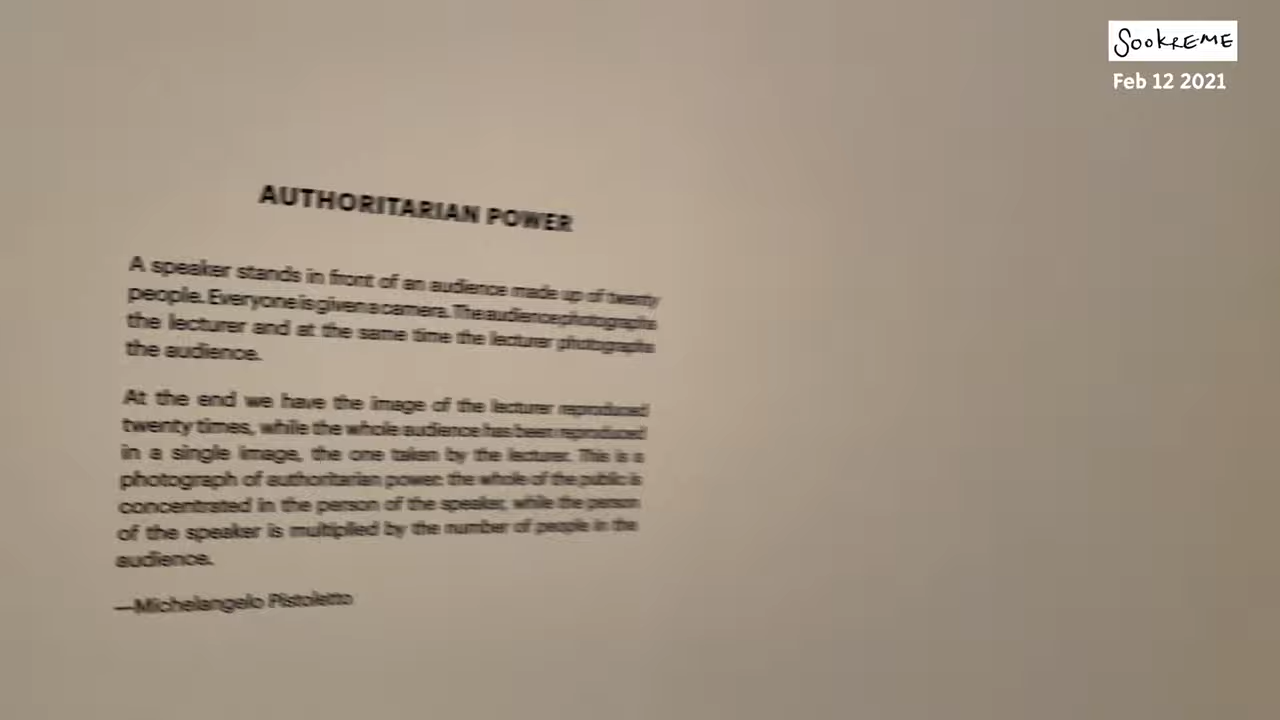 SOOKREME
Feb 12 2021
AUTHORITARIAN POWER
A speaker stands in front of an audience made up of twenty
people. Everyone is given a camera. The audience photographs
the lecturer and at the same time the lecturer photographs
the audience.
At the end we have the image of the lecturer reproduced
twenty times, while the whole audience has been reproduced
in a single image, the one taken by the lecturer. This is a
photograph of authoritarian power: the whole of the public is
concentrated in the person of the speaker, while the person
of the speaker is multiplied by the number of people in the
audience.
—Michelangelo Pistoletto